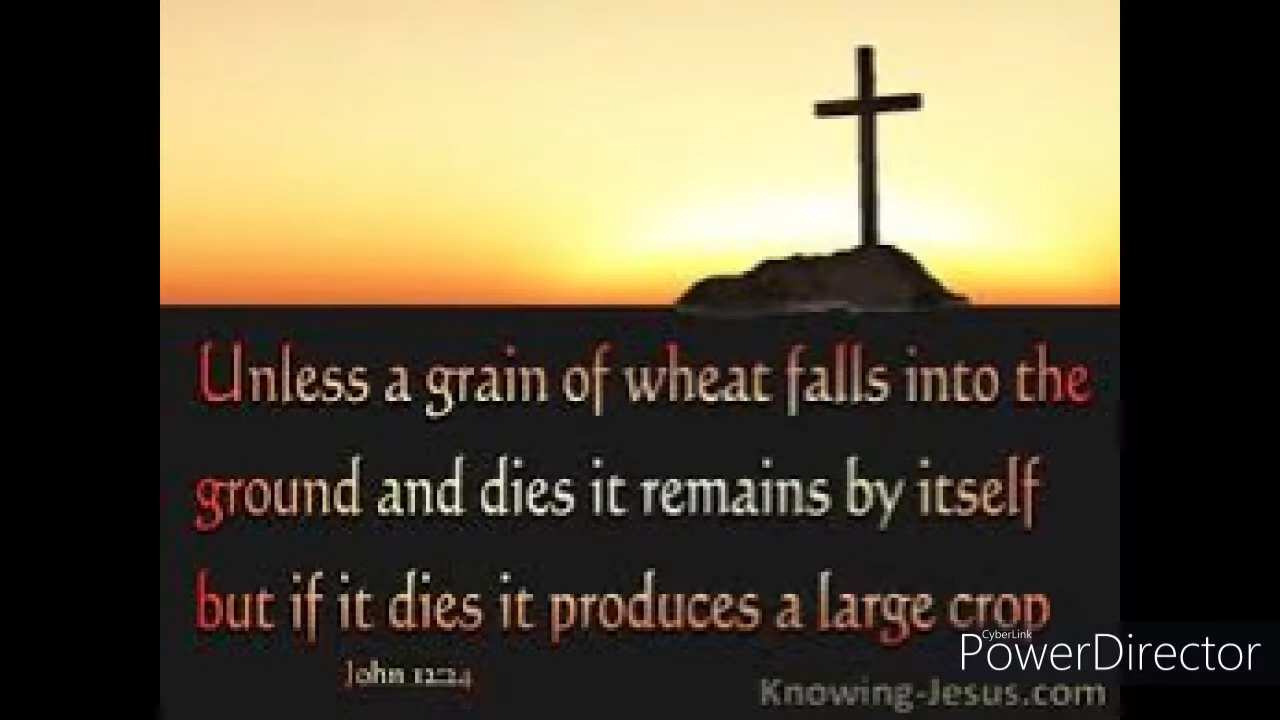 Unless a grain of wheat falls into the
ground and dies it remains by itself
but if it dies it produces a large crop
John 12:24
CyberLink
PowerDirector
Knowing-Jesus.com